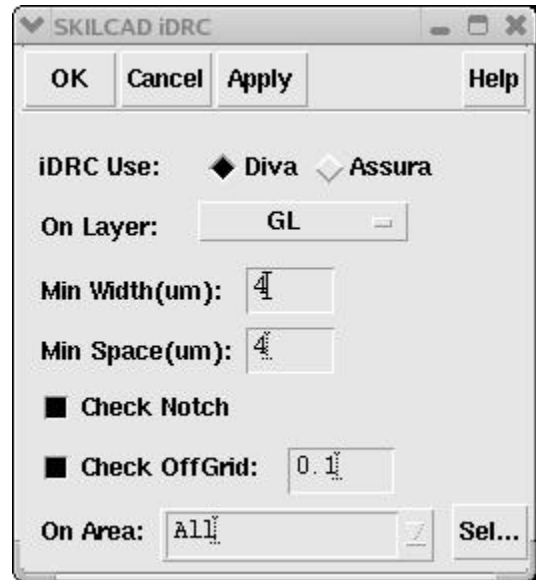 SKILCAD iDRC
OK Cancel Apply Help
iDRC Use: Diva Assura
On Layer: GL
Min Width(um): 4
Min Space(um): 4
Check Notch
Check OffGrid: 0.1
On Area: All Sel...